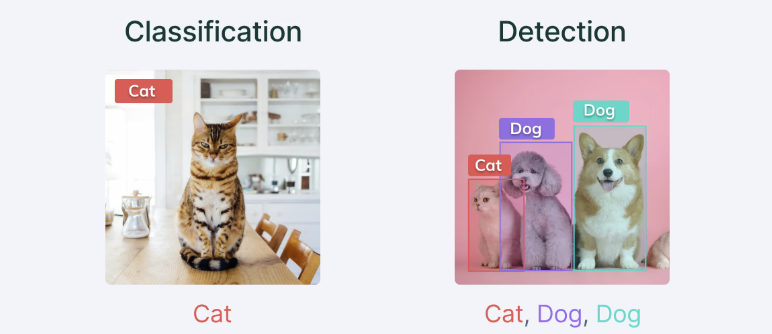 Classification
Detection
Cat
Dog
Dog
Cat
Cat
Cat, Dog, Dog